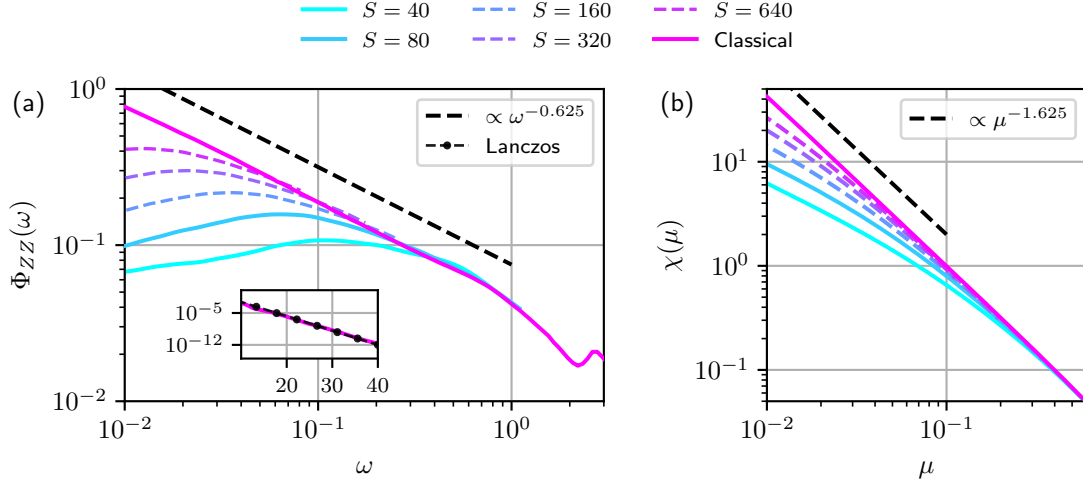 S = 40 S = 160 S = 640
S = 80 S = 320 Classical
(a)
∝ ω^{-0.625}
Lanczos
Φ_{ZZ}(ω)
10^0
10^{-1}
10^{-2}
10^{-5}
10^{-12}
20 30 40
10^{-2} 10^{-1} 10^0
ω
(b)
∝ μ^{-1.625}
χ(μ)
10^1
10^0
10^{-1}
10^{-2} 10^{-1}
μ